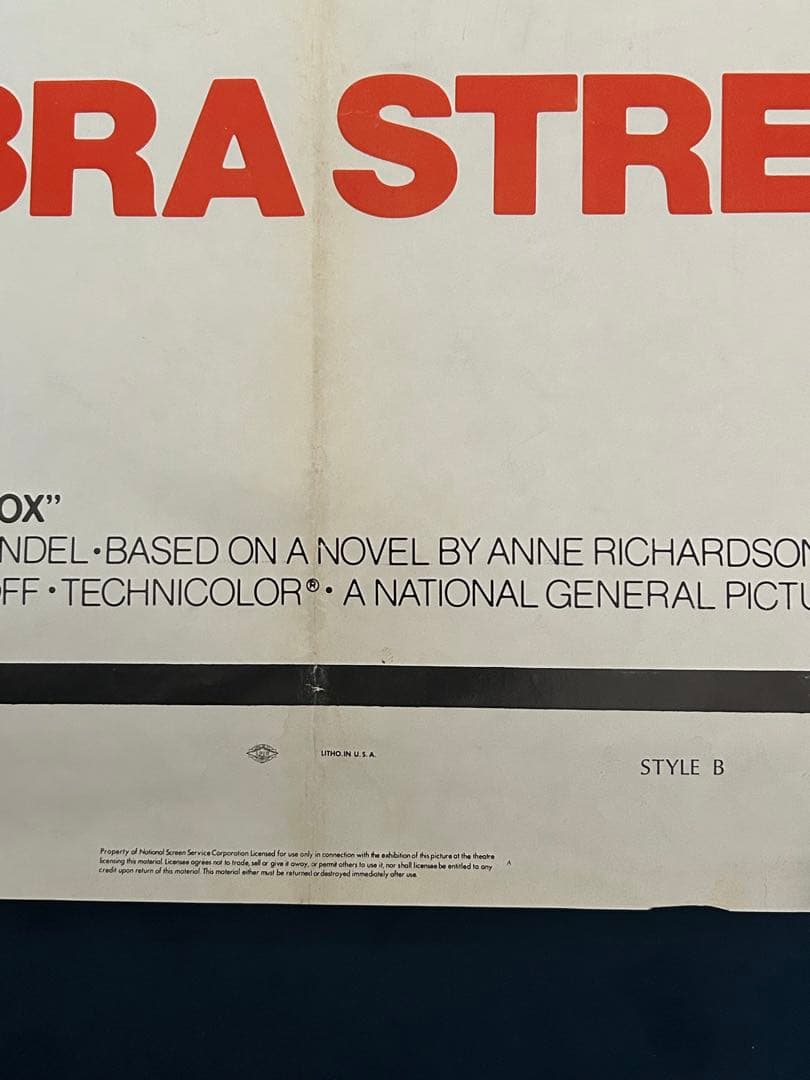 BRA STRE
OX”
NDEL • BASED ON A NOVEL BY ANNE RICHARDSON
FF • TECHNICOLOR® • A NATIONAL GENERAL PICTU
LITHO. IN U. S. A.
STYLE B
Property of National Screen Service Corporation Licensed for use only in connection with the exhibition of this picture at the theatre
licensing this material. Licensee agrees not to trade, sell or give it away, or permit others to use it, nor shall licensee be entitled to any
credit upon return of this material. This material either must be returned or destroyed immediately after use.